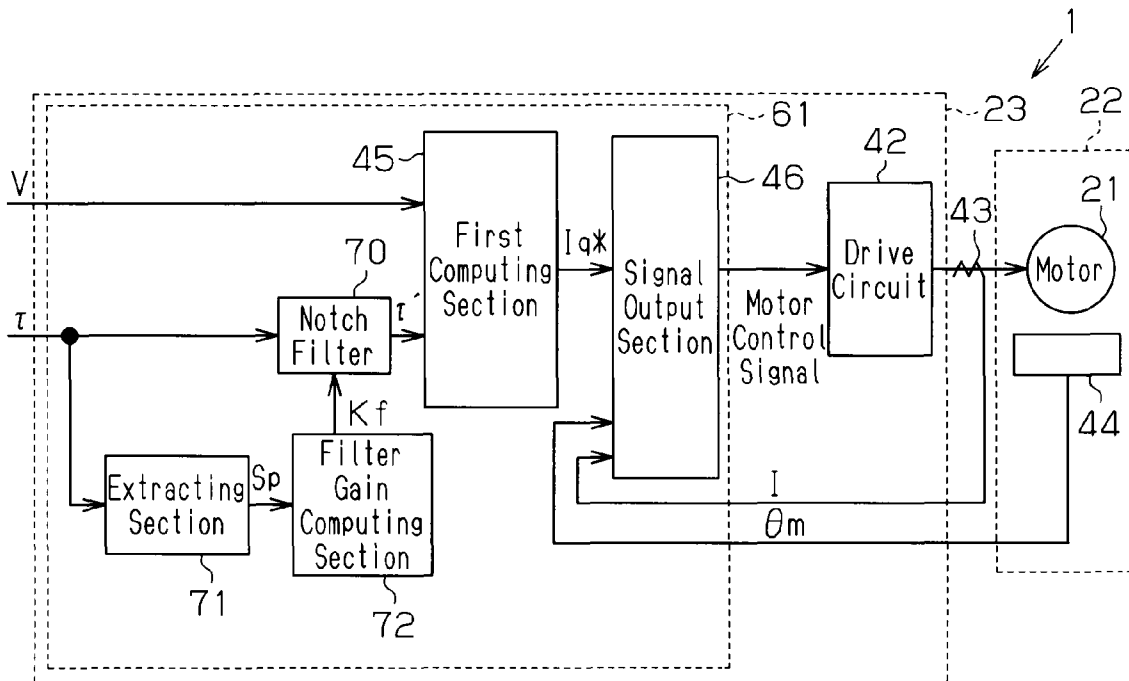 1
61
23
22
45
46
42
21
V
43
First
Computing
Section
Iq*
Signal
Output
Section
Drive
Circuit
Motor
70
τ
Notch
Filter
τ´
Motor
Control
Signal
44
Kf
Extracting
Section
Sp
Filter
Gain
Computing
Section
I
θm
71
72